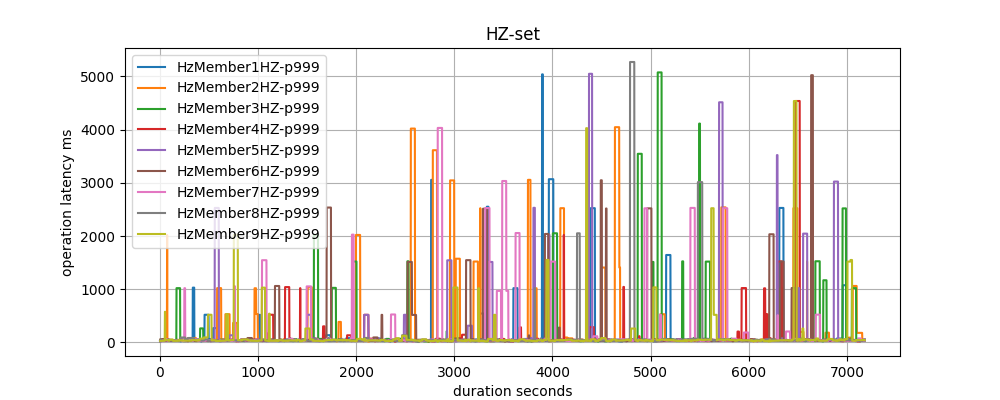 HZ-set
HzMember1HZ-p999
HzMember2HZ-p999
HzMember3HZ-p999
HzMember4HZ-p999
HzMember5HZ-p999
HzMember6HZ-p999
HzMember7HZ-p999
HzMember8HZ-p999
HzMember9HZ-p999
operation latency ms
5000
4000
3000
2000
1000
0
0 1000 2000 3000 4000 5000 6000 7000
duration seconds